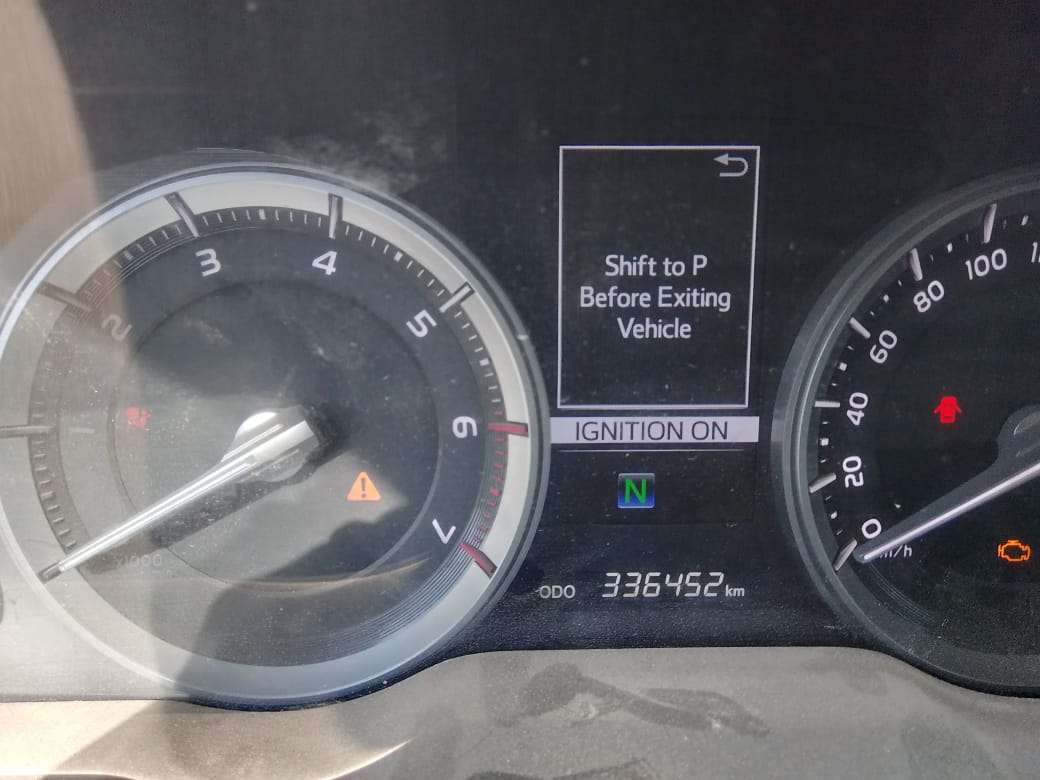 2
3
4
5
6
7
x1000
Shift to P
Before Exiting
Vehicle
IGNITION ON
N
ODO 336452 km
0
20
40
60
80
100